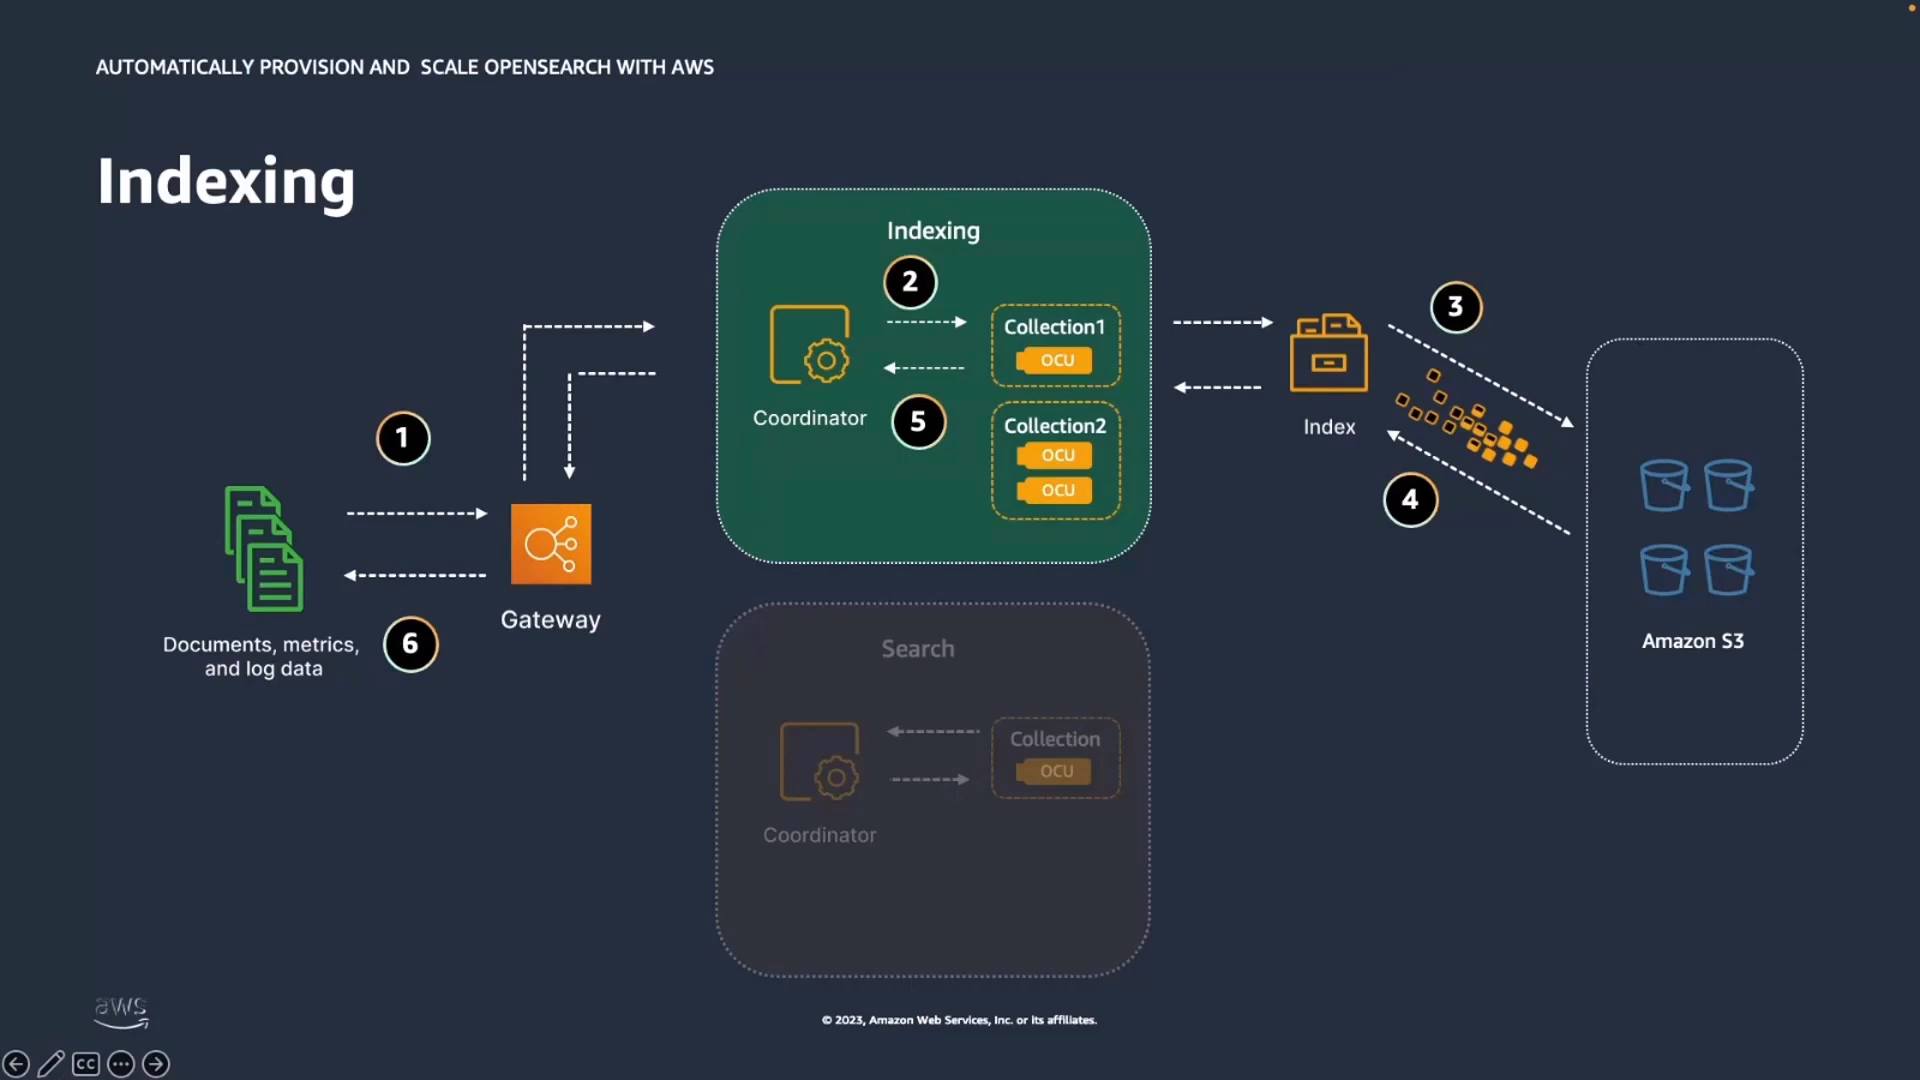 AUTOMATICALLY PROVISION AND SCALE OPENSEARCH WITH AWS
Indexing
Indexing
2
Coordinator
5
Collection1
OCU
Collection2
OCU
OCU
3
Index
4
Amazon S3
1
Documents, metrics,
and log data
6
Gateway
Search
Coordinator
Collection
OCU
aws
© 2023, Amazon Web Services, Inc. or its affiliates.
CC